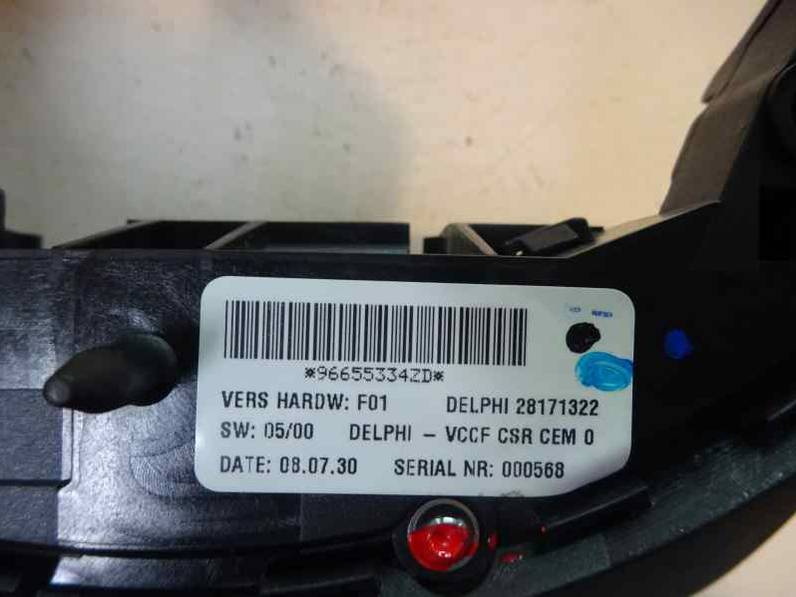 *96655334ZD*
VERS HARDW: F01 DELPHI 28171322
SW: 05/00 DELPHI – VCCF CSR CEM 0
DATE: 08.07.30 SERIAL NR: 000568